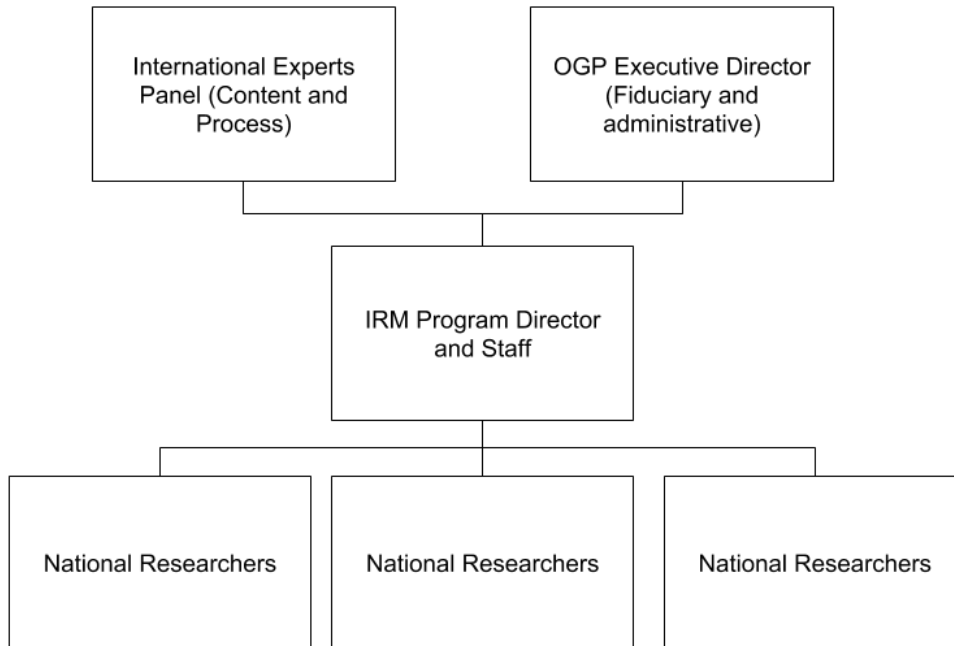 International Experts
Panel (Content and
Process)
OGP Executive Director
(Fiduciary and
administrative)
IRM Program Director
and Staff
National Researchers
National Researchers
National Researchers